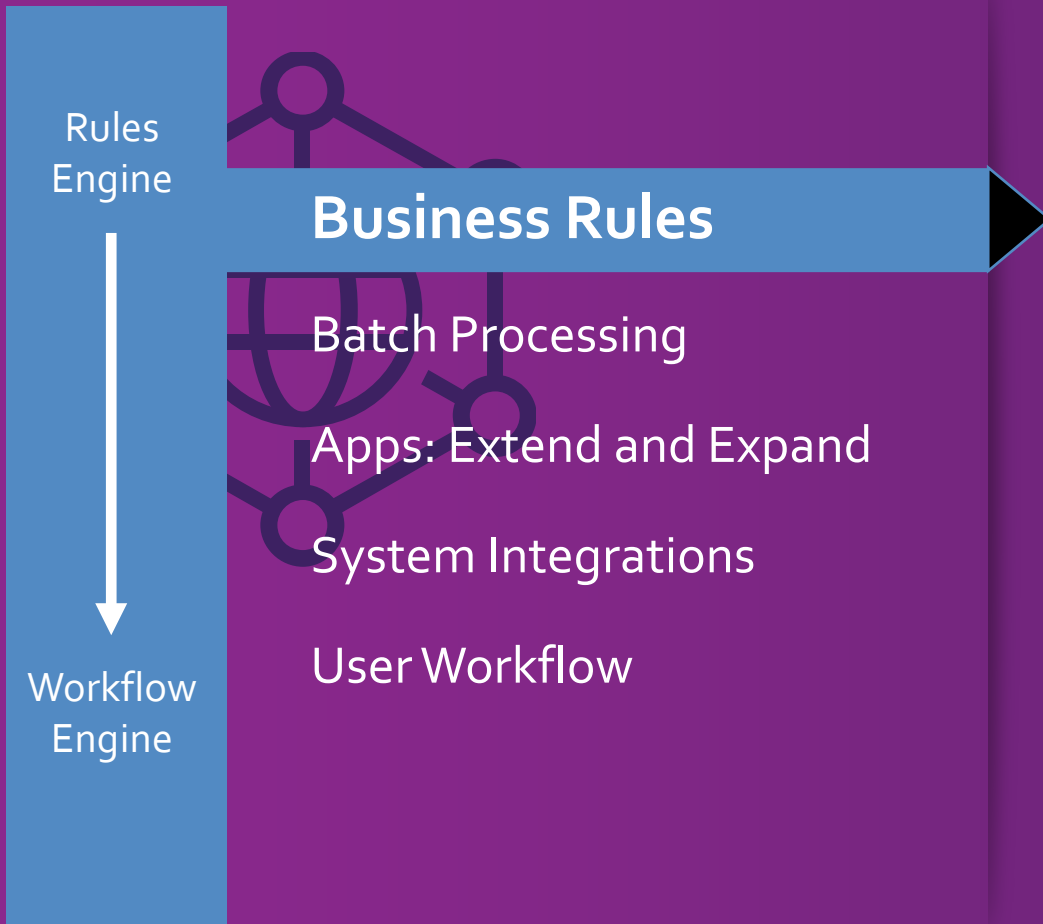 Rules
Engine
Business Rules
Batch Processing
Apps: Extend and Expand
System Integrations
User Workflow
Workflow
Engine